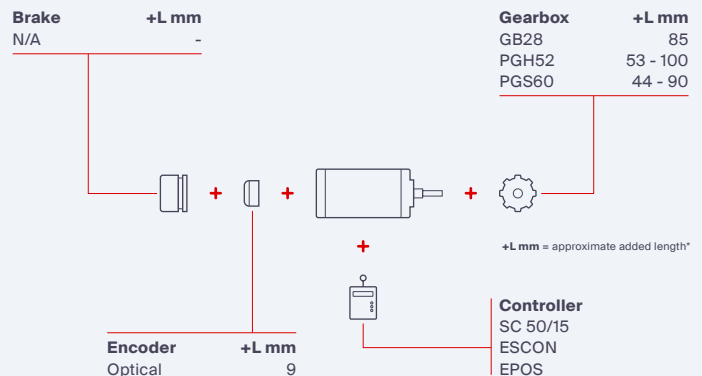 Brake +L mm
N/A -
Gearbox +L mm
GB28 85
PGH52 53 - 100
PGS60 44 - 90
+ + +
+L mm = approximate added length*
+
Controller
SC 50/15
ESCON
EPOS
Encoder +L mm
Optical 9